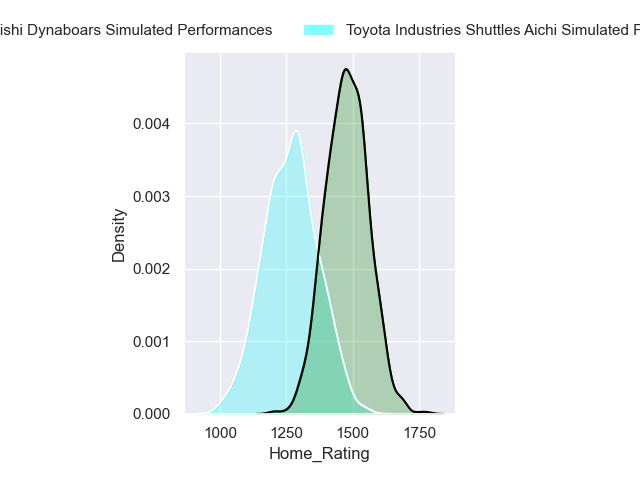 ishi Dynaboars Simulated Performances
Toyota Industries Shuttles Aichi Simulated
Density
0.004
0.003
0.002
0.001
0.000
1000 1250 1500 1750
Home_Rating